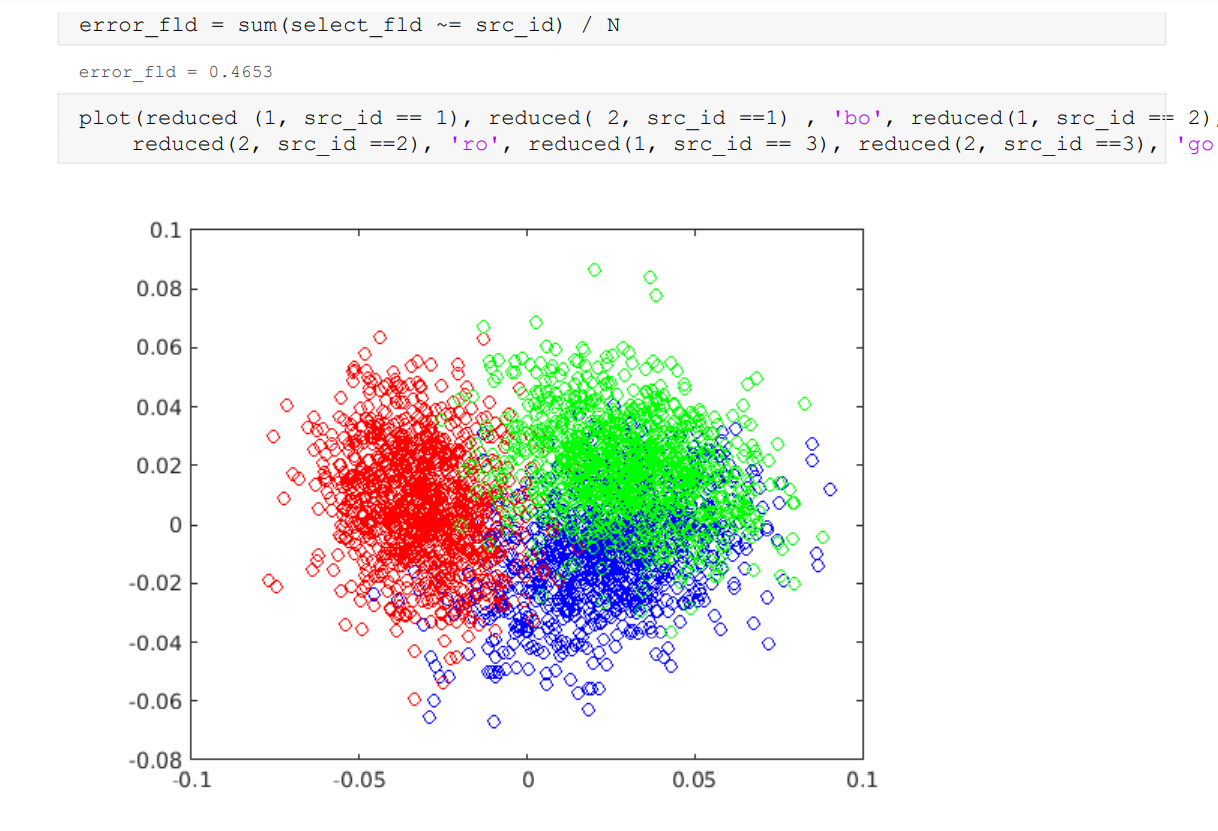 error_fld = sum(select_fld ~= src_id) / N
error_fld = 0.4653
plot(reduced (1, src_id == 1), reduced( 2, src_id ==1) , 'bo', reduced(1, src_id == 2),
reduced(2, src_id ==2), 'ro', reduced(1, src_id == 3), reduced(2, src_id ==3), 'go
0.1
0.08
0.06
0.04
0.02
0
-0.02
-0.04
-0.06
-0.08
-0.1 -0.05 0 0.05 0.1